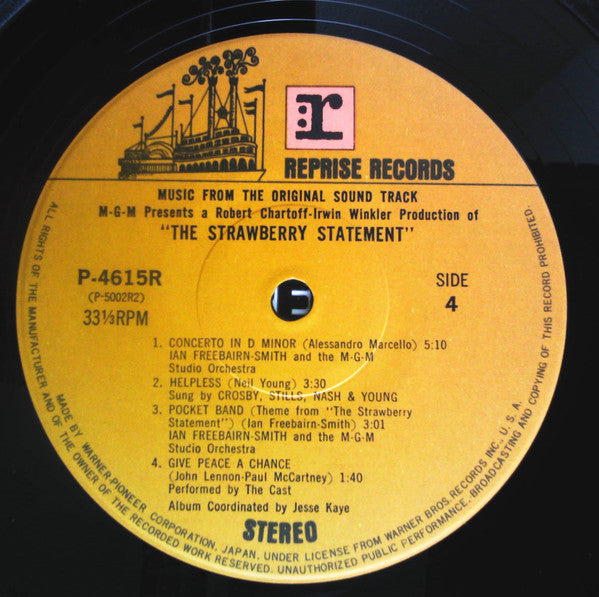 r
REPRISE RECORDS
MUSIC FROM THE ORIGINAL SOUND TRACK
M-G-M Presents a Robert Chartoff-Irwin Winkler Production of
"THE STRAWBERRY STATEMENT"
P-4615R
(P-5002R2)
33⅓RPM
SIDE
4
1. CONCERTO IN D MINOR (Alessandro Marcello) 5:10
IAN FREEBAIRN-SMITH and the M-G-M
Studio Orchestra
2. HELPLESS (Neil Young) 3:30
Sung by CROSBY, STILLS, NASH & YOUNG
3. POCKET BAND (Theme from "The Strawberry
Statement") (Ian Freebairn-Smith) 3:01
IAN FREEBAIRN-SMITH and the M-G-M
Studio Orchestra
4. GIVE PEACE A CHANCE
(John Lennon-Paul McCartney) 1:40
Performed by The Cast
Album Coordinated by Jesse Kaye
STEREO
MADE BY WARNER-PIONEER CORPORATION, JAPAN. UNDER LICENSE FROM WARNER BROS. RECORDS INC., U.S.A.
ALL RIGHTS OF THE MANUFACTURER AND OF THE OWNER OF THE RECORDED WORK RESERVED. UNAUTHORIZED PUBLIC PERFORMANCE, BROADCASTING AND COPYING OF THIS RECORD PROHIBITED.